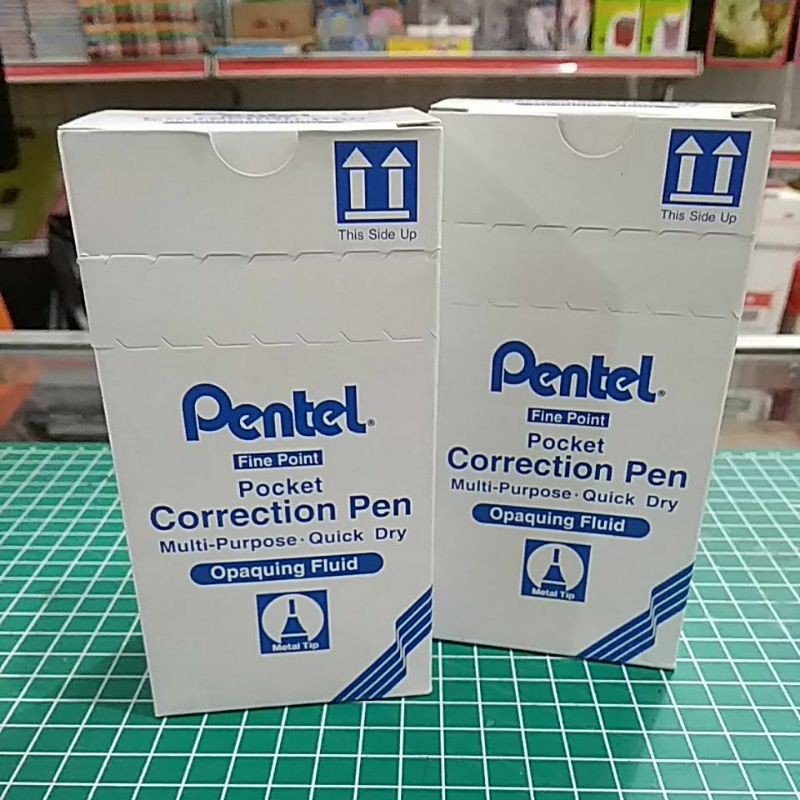 This Side Up
Pentel®
Fine Point
Pocket
Correction Pen
Multi-Purpose · Quick Dry
Opaquing Fluid
Metal Tip
This Side Up
Pentel®
Fine Point
Pocket
Correction Pen
Multi-Purpose · Quick Dry
Opaquing Fluid
Metal Tip